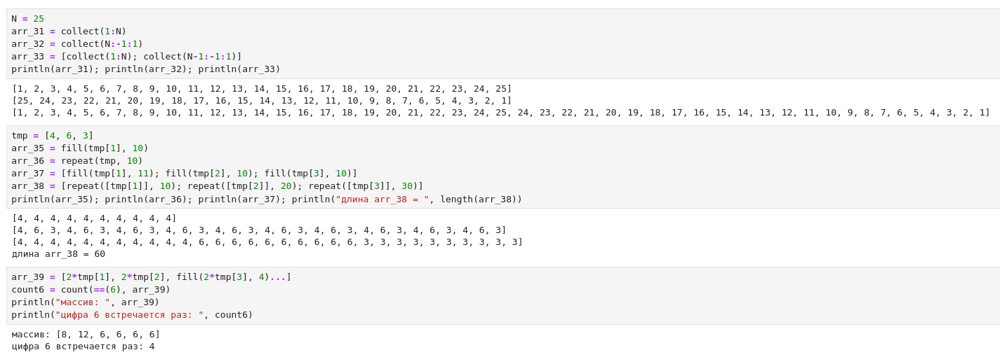 N = 25
arr_31 = collect(1:N)
arr_32 = collect(N:-1:1)
arr_33 = [collect(1:N); collect(N-1:-1:1)]
println(arr_31); println(arr_32); println(arr_33)
[1, 2, 3, 4, 5, 6, 7, 8, 9, 10, 11, 12, 13, 14, 15, 16, 17, 18, 19, 20, 21, 22, 23, 24, 25]
[25, 24, 23, 22, 21, 20, 19, 18, 17, 16, 15, 14, 13, 12, 11, 10, 9, 8, 7, 6, 5, 4, 3, 2, 1]
[1, 2, 3, 4, 5, 6, 7, 8, 9, 10, 11, 12, 13, 14, 15, 16, 17, 18, 19, 20, 21, 22, 23, 24, 25, 24, 23, 22, 21, 20, 19, 18, 17, 16, 15, 14, 13, 12, 11, 10, 9, 8, 7, 6, 5, 4, 3, 2, 1]
tmp = [4, 6, 3]
arr_35 = fill(tmp[1], 10)
arr_36 = repeat(tmp, 10)
arr_37 = [fill(tmp[1], 11); fill(tmp[2], 10); fill(tmp[3], 10)]
arr_38 = [repeat([tmp[1]], 10); repeat([tmp[2]], 20); repeat([tmp[3]], 30)]
println(arr_35); println(arr_36); println(arr_37); println("длина arr_38 = ", length(arr_38))
[4, 4, 4, 4, 4, 4, 4, 4, 4, 4]
[4, 6, 3, 4, 6, 3, 4, 6, 3, 4, 6, 3, 4, 6, 3, 4, 6, 3, 4, 6, 3, 4, 6, 3, 4, 6, 3, 4, 6, 3]
[4, 4, 4, 4, 4, 4, 4, 4, 4, 4, 4, 6, 6, 6, 6, 6, 6, 6, 6, 6, 6, 3, 3, 3, 3, 3, 3, 3, 3, 3, 3]
длина arr_38 = 60
arr_39 = [2*tmp[1], 2*tmp[2], fill(2*tmp[3], 4)...]
count6 = count(==(6), arr_39)
println("массив: ", arr_39)
println("цифра 6 встречается раз: ", count6)
массив: [8, 12, 6, 6, 6, 6]
цифра 6 встречается раз: 4